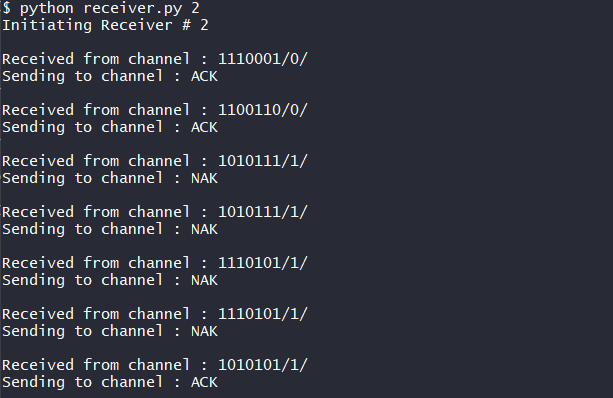 $ python receiver.py 2
Initiating Receiver # 2
Received from channel : 1110001/0/
Sending to channel : ACK
Received from channel : 1100110/0/
Sending to channel : ACK
Received from channel : 1010111/1/
Sending to channel : NAK
Received from channel : 1010111/1/
Sending to channel : NAK
Received from channel : 1110101/1/
Sending to channel : NAK
Received from channel : 1110101/1/
Sending to channel : NAK
Received from channel : 1010101/1/
Sending to channel : ACK